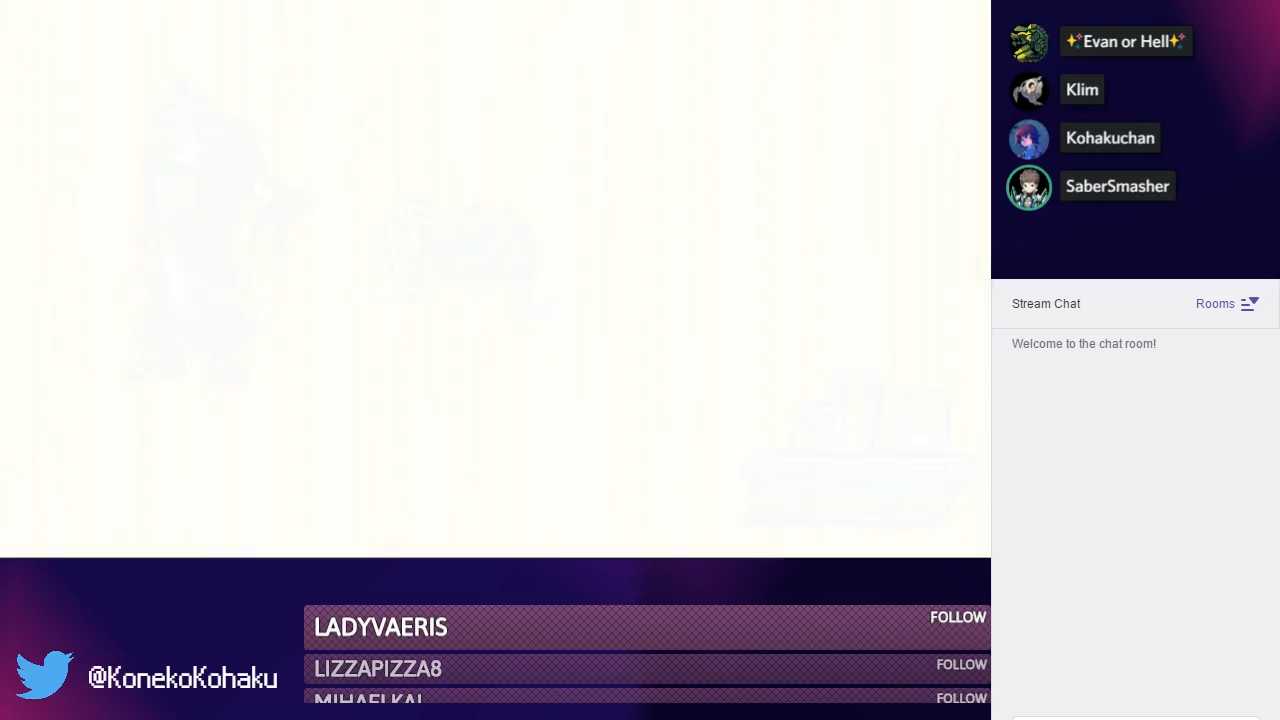 ✨Evan or Hell✨
Klim
Kohakuchan
SaberSmasher
Stream Chat
Rooms
Welcome to the chat room!
LADYVAERIS
FOLLOW
LIZZAPIZZA8
FOLLOW
MIHAELKAL
FOLLOW
@KonekoKohaku